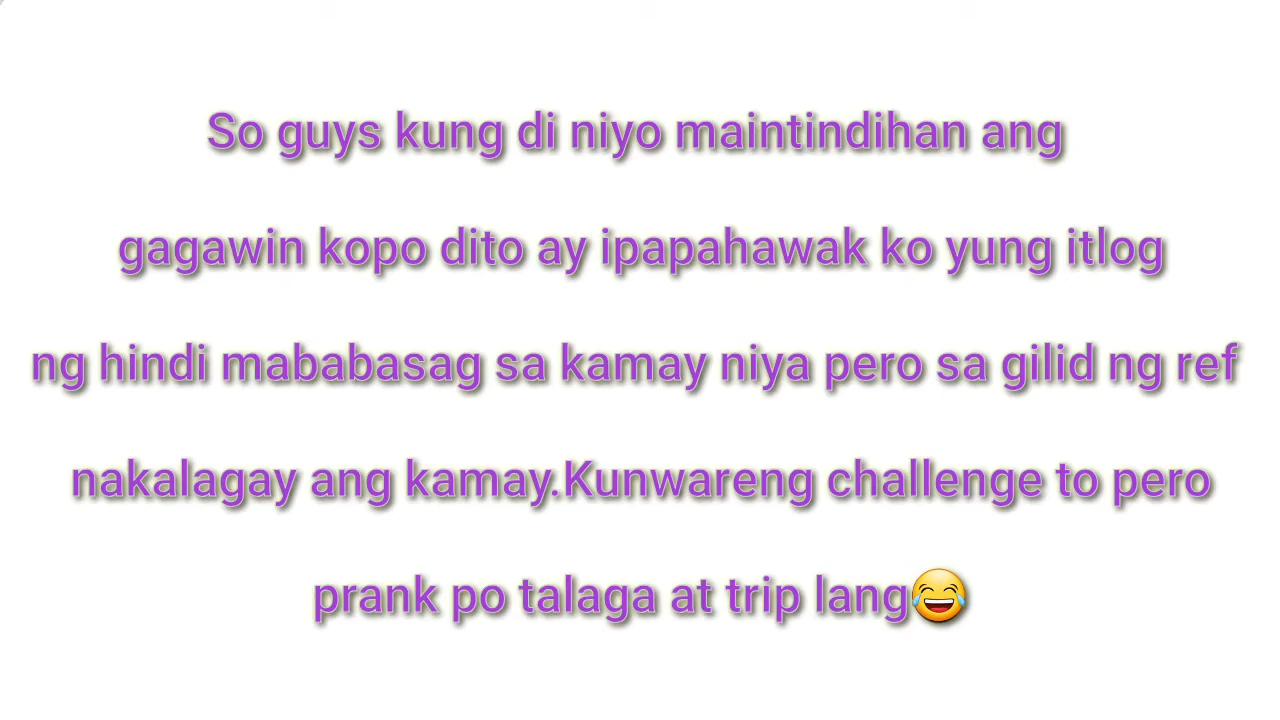 So guys kung di niyo maintindihan ang
gagawin kopo dito ay ipapahawak ko yung itlog
ng hindi mababasag sa kamay niya pero sa gilid ng ref
nakalagay ang kamay.Kunwareng challenge to pero
prank po talaga at trip lang😂